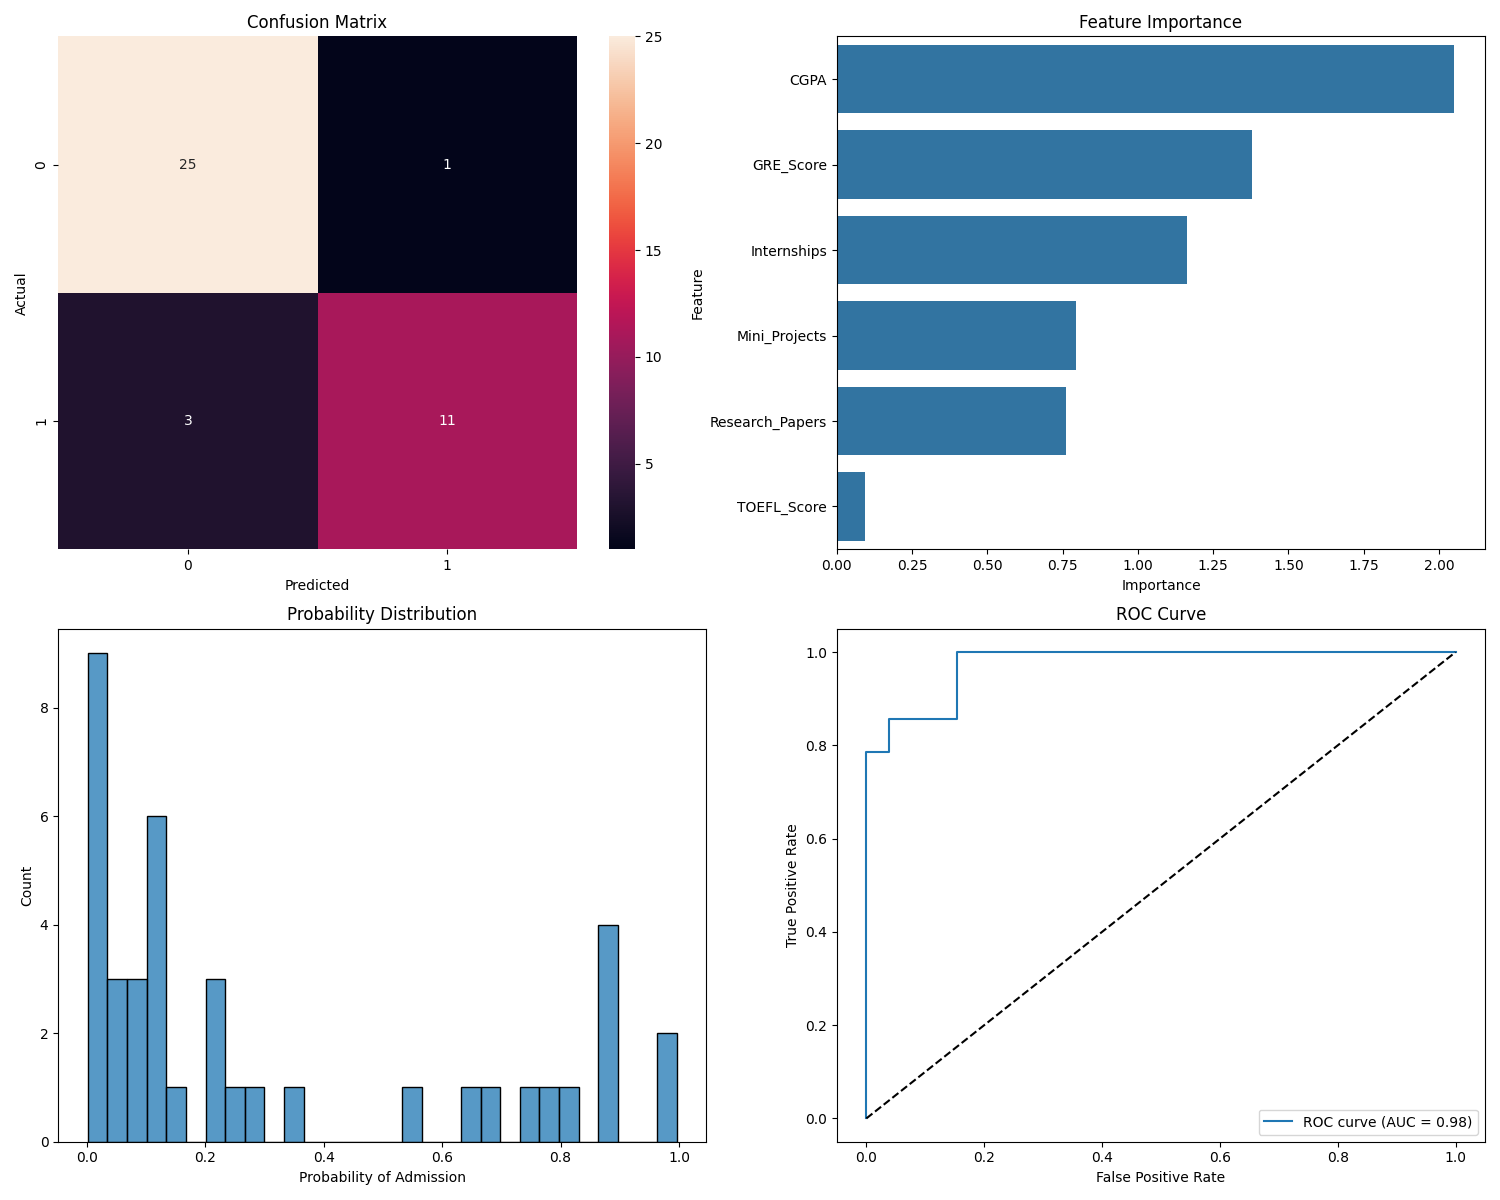 Confusion Matrix
0
1
Actual
25
1
3
11
0
1
Predicted
25
20
15
10
5
Feature Importance
Feature
CGPA
GRE_Score
Internships
Mini_Projects
Research_Papers
TOEFL_Score
0.00 0.25 0.50 0.75 1.00 1.25 1.50 1.75 2.00
Importance
Probability Distribution
Count
8
6
4
2
0
0.0 0.2 0.4 0.6 0.8 1.0
Probability of Admission
ROC Curve
True Positive Rate
1.0
0.8
0.6
0.4
0.2
0.0
ROC curve (AUC = 0.98)
0.0 0.2 0.4 0.6 0.8 1.0
False Positive Rate